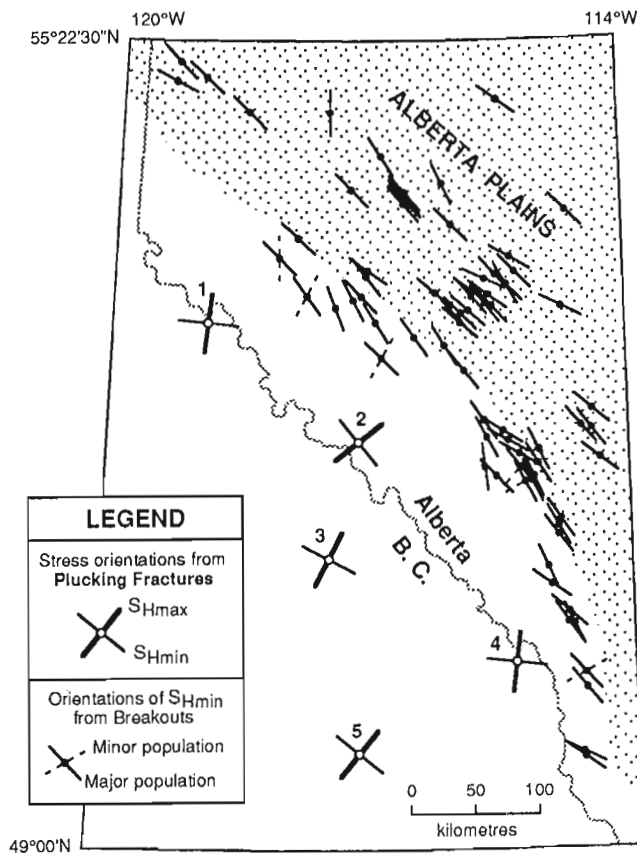 120°W
114°W
55°22'30"N
ALBERTA PLAINS
1
2
3
4
5
Alberta
B. C.
LEGEND
Stress orientations from
Plucking Fractures
SHmax
SHmin
Orientations of SHmin
from Breakouts
Minor population
Major population
0 50 100
kilometres
49°00'N